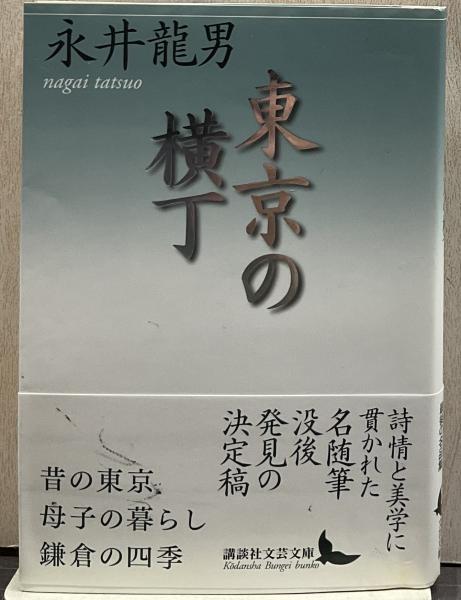 永井龍男
nagai tatsuo
東京の
横丁
詩情と美学に
貫かれた
名随筆
没後
発見の
決定稿
昔の東京
母子の暮らし
鎌倉の四季
講談社文芸文庫
Kōdansha Bungei bunko